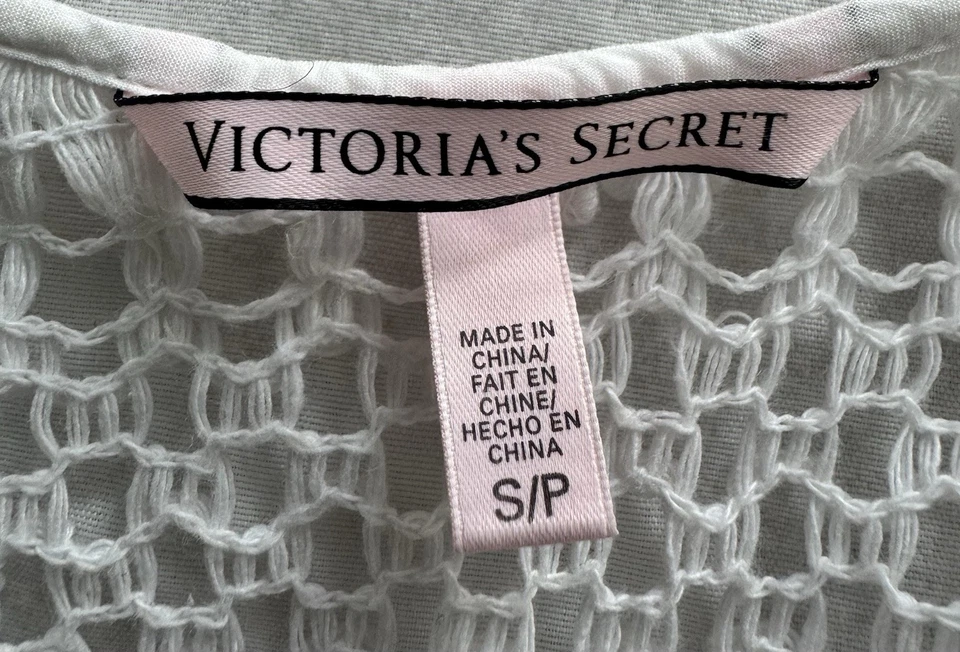 VICTORIA'S SECRET
MADE IN
CHINA/
FAIT EN
CHINE/
HECHO EN
CHINA
S/P